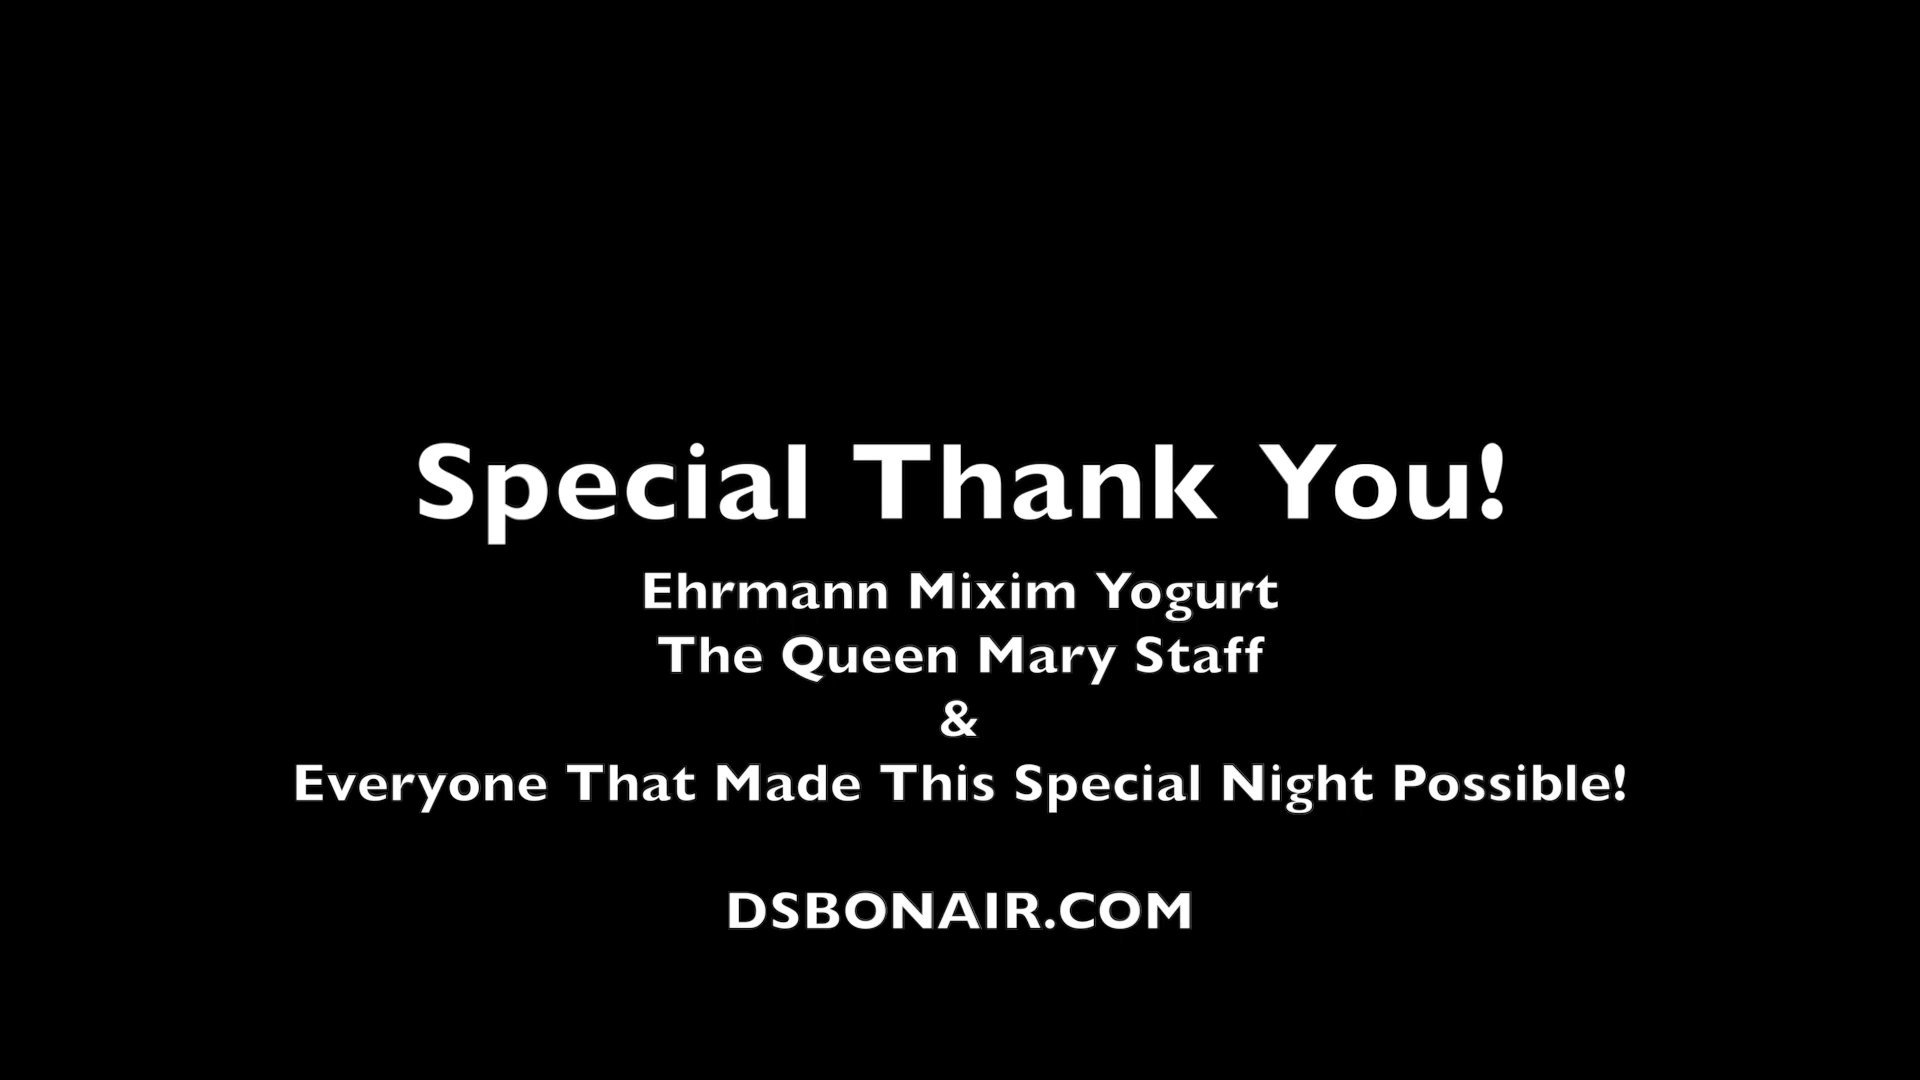 Special Thank You!
Ehrmann Mixim Yogurt
The Queen Mary Staff
&
Everyone That Made This Special Night Possible!
DSBONAIR.COM